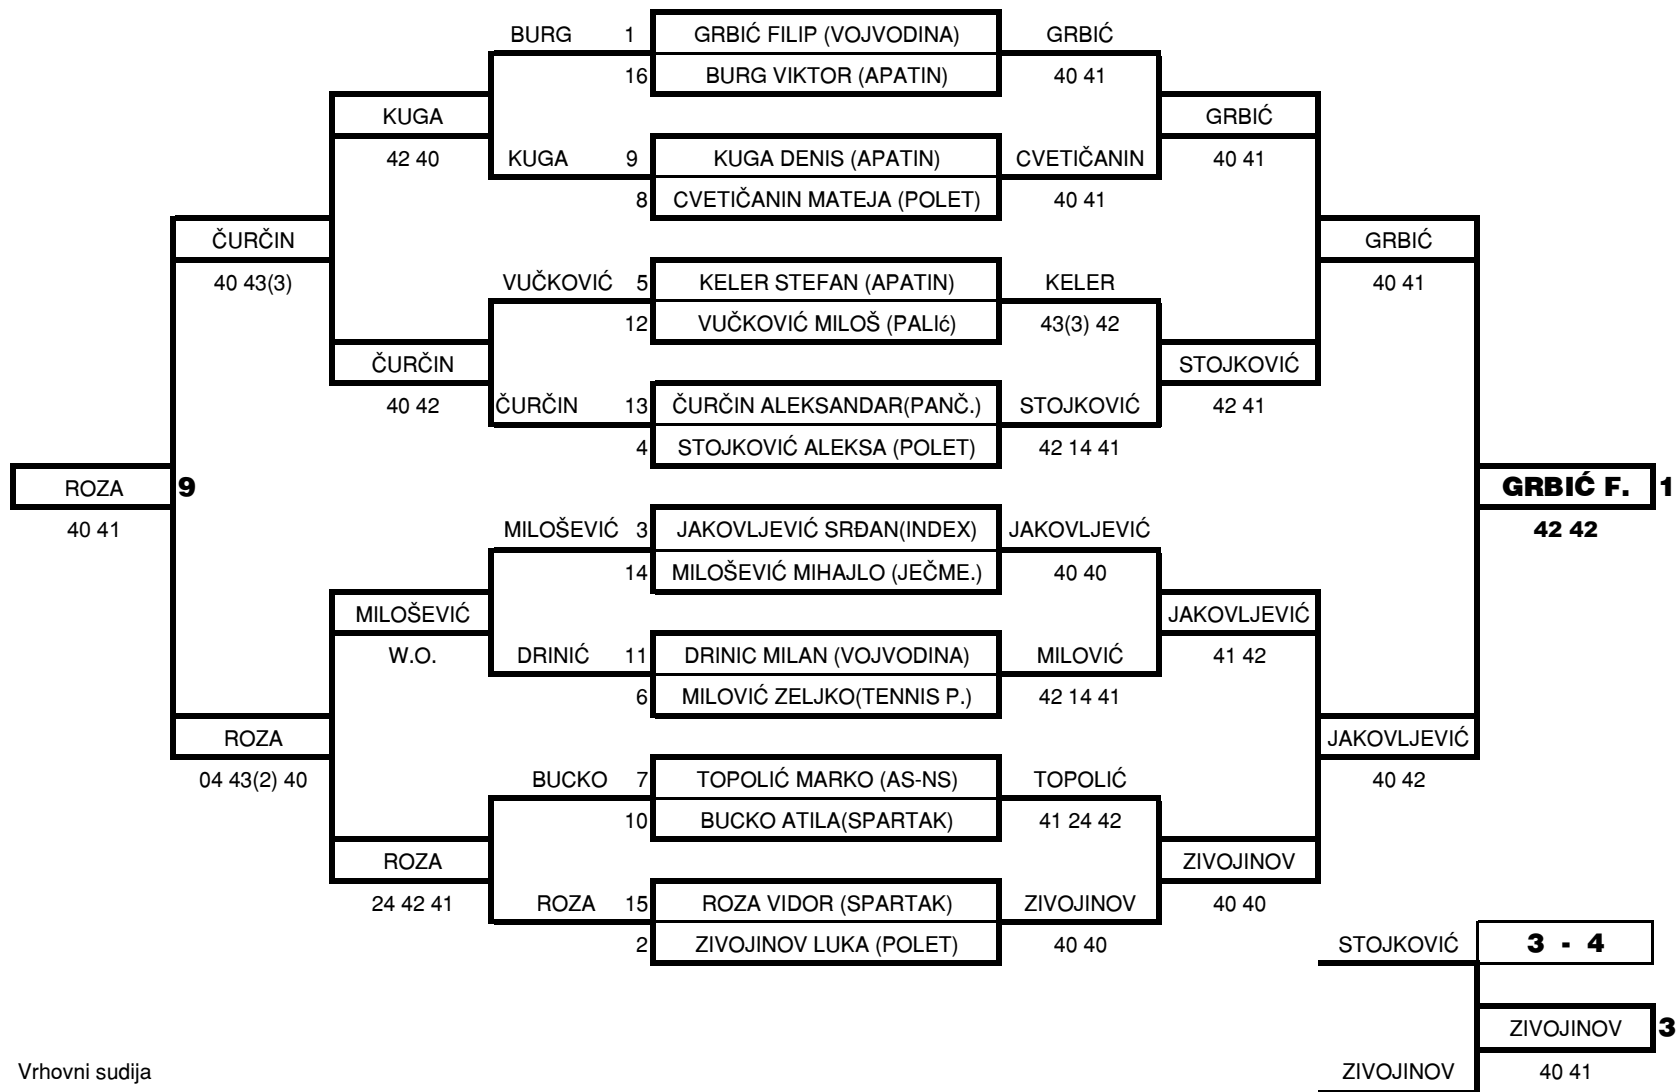 BURG 1 GRBIĆ FILIP (VOJVODINA) GRBIĆ
16 BURG VIKTOR (APATIN) 40 41
KUGA GRBIĆ
42 40 KUGA 9 KUGA DENIS (APATIN) CVETIČANIN 40 41
8 CVETIČANIN MATEJA (POLET) 40 41
ČURČIN GRBIĆ
40 43(3) VUČKOVIĆ 5 KELER STEFAN (APATIN) KELER 40 41
12 VUČKOVIĆ MILOŠ (PALIć) 43(3) 42
ČURČIN STOJKOVIĆ
40 42 ČURČIN 13 ČURČIN ALEKSANDAR(PANČ.) STOJKOVIĆ 42 41
4 STOJKOVIĆ ALEKSA (POLET) 42 14 41
ROZA 9 GRBIĆ F. 1
40 41 MILOŠEVIĆ 3 JAKOVLJEVIĆ SRĐAN(INDEX) JAKOVLJEVIĆ 42 42
14 MILOŠEVIĆ MIHAJLO (JEČME.) 40 40
MILOŠEVIĆ JAKOVLJEVIĆ
W.O. DRINIĆ 11 DRINIC MILAN (VOJVODINA) MILOVIĆ 41 42
6 MILOVIĆ ZELJKO(TENNIS P.) 42 14 41
ROZA JAKOVLJEVIĆ
04 43(2) 40 BUCKO 7 TOPOLIĆ MARKO (AS-NS) TOPOLIĆ 40 42
10 BUCKO ATILA(SPARTAK) 41 24 42
ROZA ZIVOJINOV
24 42 41 ROZA 15 ROZA VIDOR (SPARTAK) ZIVOJINOV 40 40
2 ZIVOJINOV LUKA (POLET) 40 40 STOJKOVIĆ 3 - 4
ZIVOJINOV 3
Vrhovni sudija ZIVOJINOV 40 41